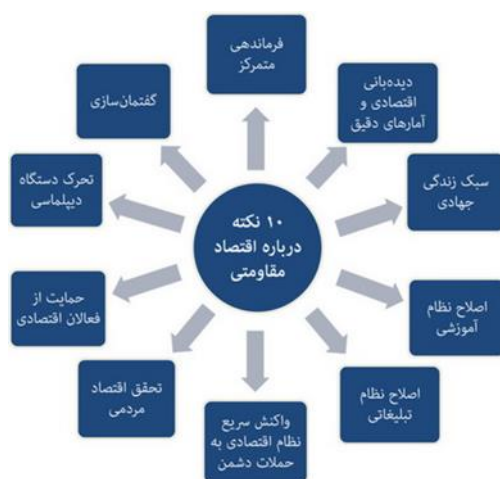 ۱۰ نکته
درباره اقتصاد
مقاومتی
فرماندهی
متمرکز
دیده‌بانی
اقتصادی و
آمارهای دقیق
سبک زندگی
جهادی
اصلاح نظام
آموزشی
اصلاح نظام
تبلیغاتی
واکنش سریع
نظام اقتصادی به
حملات دشمن
تحقق اقتصاد
مردمی
حمایت از
فعالان اقتصادی
تحرک دستگاه
دیپلماسی
گفتمان‌سازی